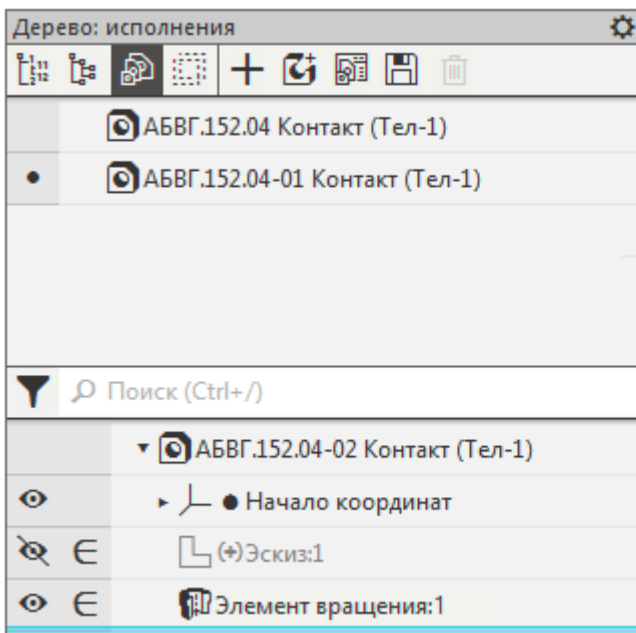 Дерево: исполнения
АБВГ.152.04 Контакт (Тел-1)
АБВГ.152.04-01 Контакт (Тел-1)
Поиск (Ctrl+/)
АБВГ.152.04-02 Контакт (Тел-1)
Начало координат
(+)Эскиз:1
Элемент вращения:1